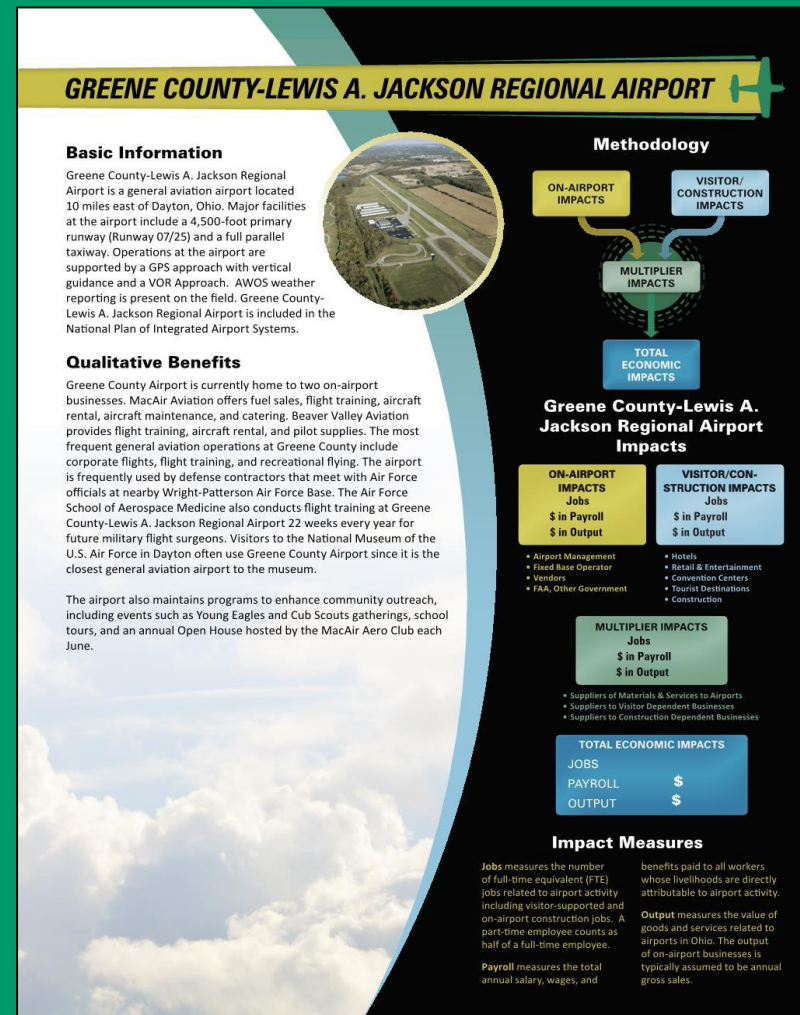 GREENE COUNTY-LEWIS A. JACKSON REGIONAL AIRPORT
Basic Information
Greene County-Lewis A. Jackson Regional
Airport is a general aviation airport located
10 miles east of Dayton, Ohio. Major facilities
at the airport include a 4,500-foot primary
runway (Runway 07/25) and a full parallel
taxiway. Operations at the airport are
supported by a GPS approach with vertical
guidance and a VOR Approach. AWOS weather
reporting is present on the field. Greene County-
Lewis A. Jackson Regional Airport is included in the
National Plan of Integrated Airport Systems.
Qualitative Benefits
Greene County Airport is currently home to two on-airport
businesses. MacAir Aviation offers fuel sales, flight training, aircraft
rental, aircraft maintenance, and catering. Beaver Valley Aviation
provides flight training, aircraft rental, and pilot supplies. The most
frequent general aviation operations at Greene County include
corporate flights, flight training, and recreational flying. The airport
is frequently used by defense contractors that meet with Air Force
officials at nearby Wright-Patterson Air Force Base. The Air Force
School of Aerospace Medicine also conducts flight training at Greene
County-Lewis A. Jackson Regional Airport 22 weeks every year for
future military flight surgeons. Visitors to the National Museum of the
U.S. Air Force in Dayton often use Greene County Airport since it is the
closest general aviation airport to the museum.
The airport also maintains programs to enhance community outreach,
including events such as Young Eagles and Cub Scouts gatherings, school
tours, and an annual Open House hosted by the MacAir Aero Club each
June.
Methodology
ON-AIRPORT
IMPACTS
VISITOR/
CONSTRUCTION
IMPACTS
MULTIPLIER
IMPACTS
TOTAL
ECONOMIC
IMPACTS
Greene County-Lewis A.
Jackson Regional Airport
Impacts
ON-AIRPORT
IMPACTS
Jobs
$ in Payroll
$ in Output
• Airport Management
• Fixed Base Operator
• Vendors
• FAA, Other Government
VISITOR/CON-
STRUCTION IMPACTS
Jobs
$ in Payroll
$ in Output
• Hotels
• Retail & Entertainment
• Convention Centers
• Tourist Destinations
• Construction
MULTIPLIER IMPACTS
Jobs
$ in Payroll
$ in Output
• Suppliers of Materials & Services to Airports
• Suppliers to Visitor Dependent Businesses
• Suppliers to Construction Dependent Businesses
TOTAL ECONOMIC IMPACTS
JOBS
PAYROLL $
OUTPUT $
Impact Measures
Jobs measures the number
of full-time equivalent (FTE)
jobs related to airport activity
including visitor-supported and
on-airport construction jobs. A
part-time employee counts as
half of a full-time employee.
Payroll measures the total
annual salary, wages, and
benefits paid to all workers
whose livelihoods are directly
attributable to airport activity.
Output measures the value of
goods and services related to
airports in Ohio. The output
of on-airport businesses is
typically assumed to be annual
gross sales.